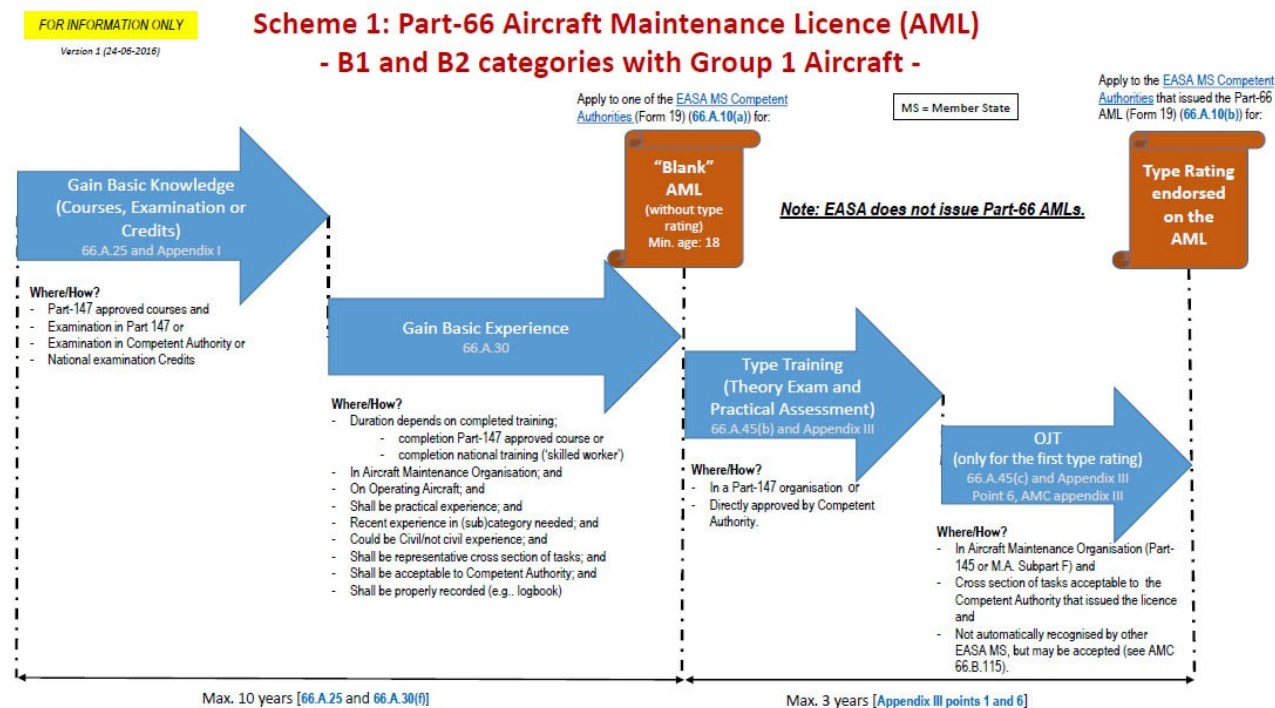 FOR INFORMATION ONLY
Version 1 (24-06-2016)
Scheme 1: Part-66 Aircraft Maintenance Licence (AML)
- B1 and B2 categories with Group 1 Aircraft -
Apply to one of the EASA MS Competent
Authorities (Form 19) (66.A.10(a)) for:
MS = Member State
Apply to the EASA MS Competent
Authorities that issued the Part-66
AML (Form 19) (66.A.10(b)) for:
"Blank"
AML
(without type
rating)
Min. age: 18
Note: EASA does not issue Part-66 AMLs.
Type Rating
endorsed
on the
AML
Gain Basic Knowledge
(Courses, Examination or
Credits)
66.A.25 and Appendix I
Where/How?
- Part-147 approved courses and
- Examination in Part 147 or
- Examination in Competent Authority or
- National examination Credits
Gain Basic Experience
66.A.30
Where/How?
- Duration depends on completed training;
- completion Part-147 approved course or
- completion national training ('skilled worker')
- In Aircraft Maintenance Organisation; and
- On Operating Aircraft; and
- Shall be practical experience; and
- Recent experience in (sub)category needed; and
- Could be Civil/not civil experience; and
- Shall be representative cross section of tasks; and
- Shall be acceptable to Competent Authority; and
- Shall be properly recorded (e.g.. logbook)
Type Training
(Theory Exam and
Practical Assessment)
66.A.45(b) and Appendix III
Where/How?
- In a Part-147 organisation or
- Directly approved by Competent
Authority.
OJT
(only for the first type rating)
66.A.45(c) and Appendix III
Point 6, AMC appendix III
Where/How?
- In Aircraft Maintenance Organisation (Part-
145 or M.A. Subpart F) and
- Cross section of tasks acceptable to the
Competent Authority that issued the licence
and
- Not automatically recognised by other
EASA MS, but may be accepted (see AMC
66.B.115).
Max. 10 years [66.A.25 and 66.A.30(f)]
Max. 3 years [Appendix III points 1 and 6]